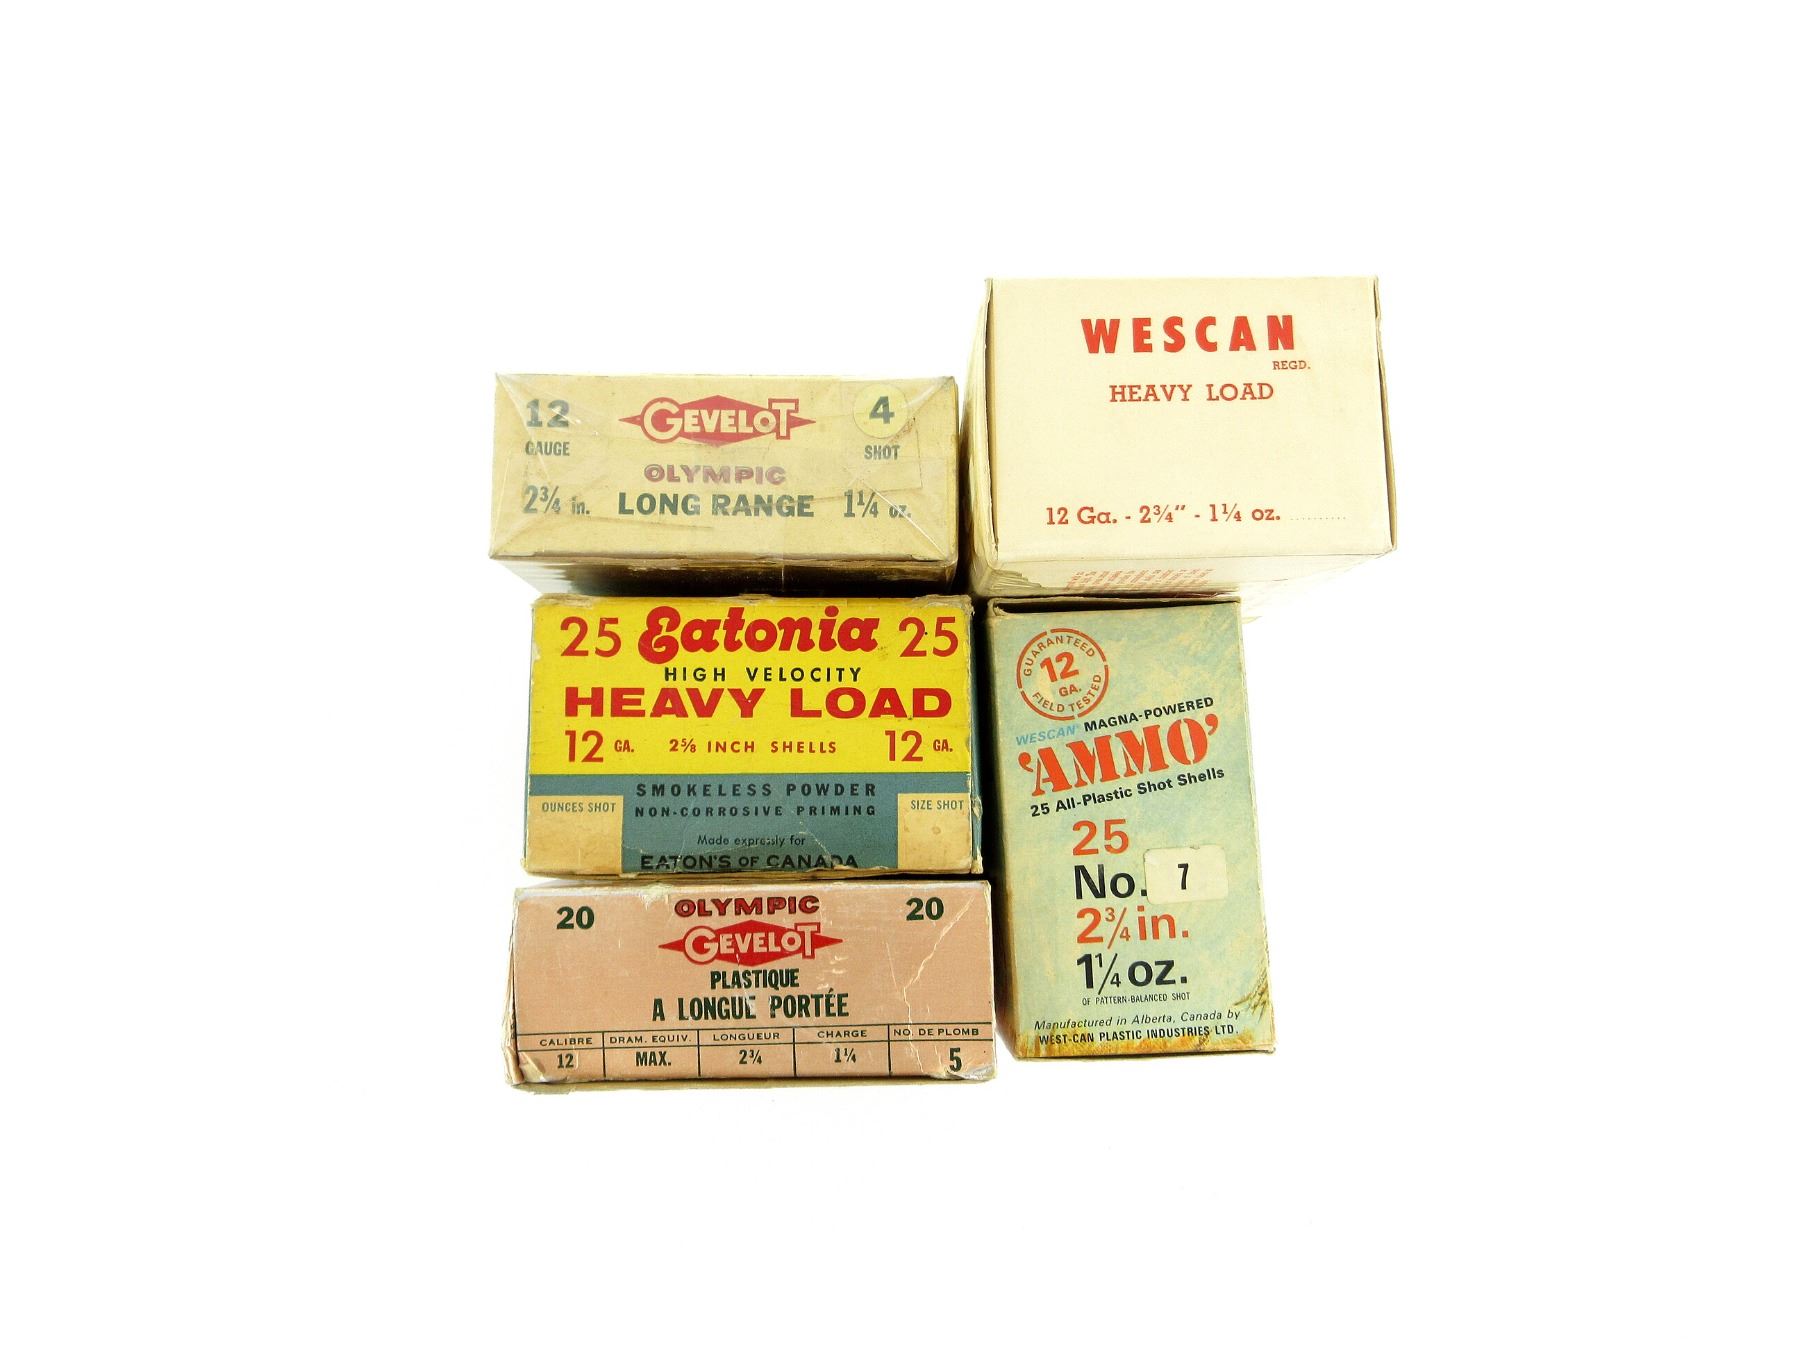 12 GEVELOT 4
GAUGE SHOT
OLYMPIC
2¾ in. LONG RANGE 1¼ oz.
WESCAN
REGD.
HEAVY LOAD
12 Ga. - 2¾" - 1¼ oz.
25 Eatonia 25
HIGH VELOCITY
HEAVY LOAD
12 GA. 2⅝ INCH SHELLS 12 GA.
SMOKELESS POWDER
OUNCES SHOT NON-CORROSIVE PRIMING SIZE SHOT
Made expressly for
EATON'S OF CANADA
GUARANTEED
12
GA.
FIELD TESTED
WESCAN MAGNA-POWERED
'AMMO'
25 All-Plastic Shot Shells
25
No. 7
2¾ in.
1¼ oz.
OF PATTERN-BALANCED SHOT
Manufactured in Alberta, Canada by
WEST-CAN PLASTIC INDUSTRIES LTD.
20 OLYMPIC 20
GEVELOT
PLASTIQUE
A LONGUE PORTÉE
CALIBRE DRAM. EQUIV. LONGUEUR CHARGE NO. DE PLOMB
12 MAX. 2¾ 1¼ 5